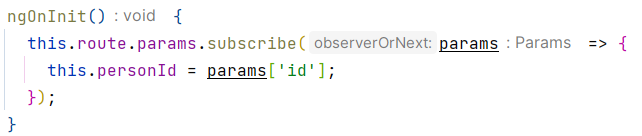 ngOnInit() : void {
this.route.params.subscribe( observerOrNext: params : Params => {
this.personId = params['id'];
});
}